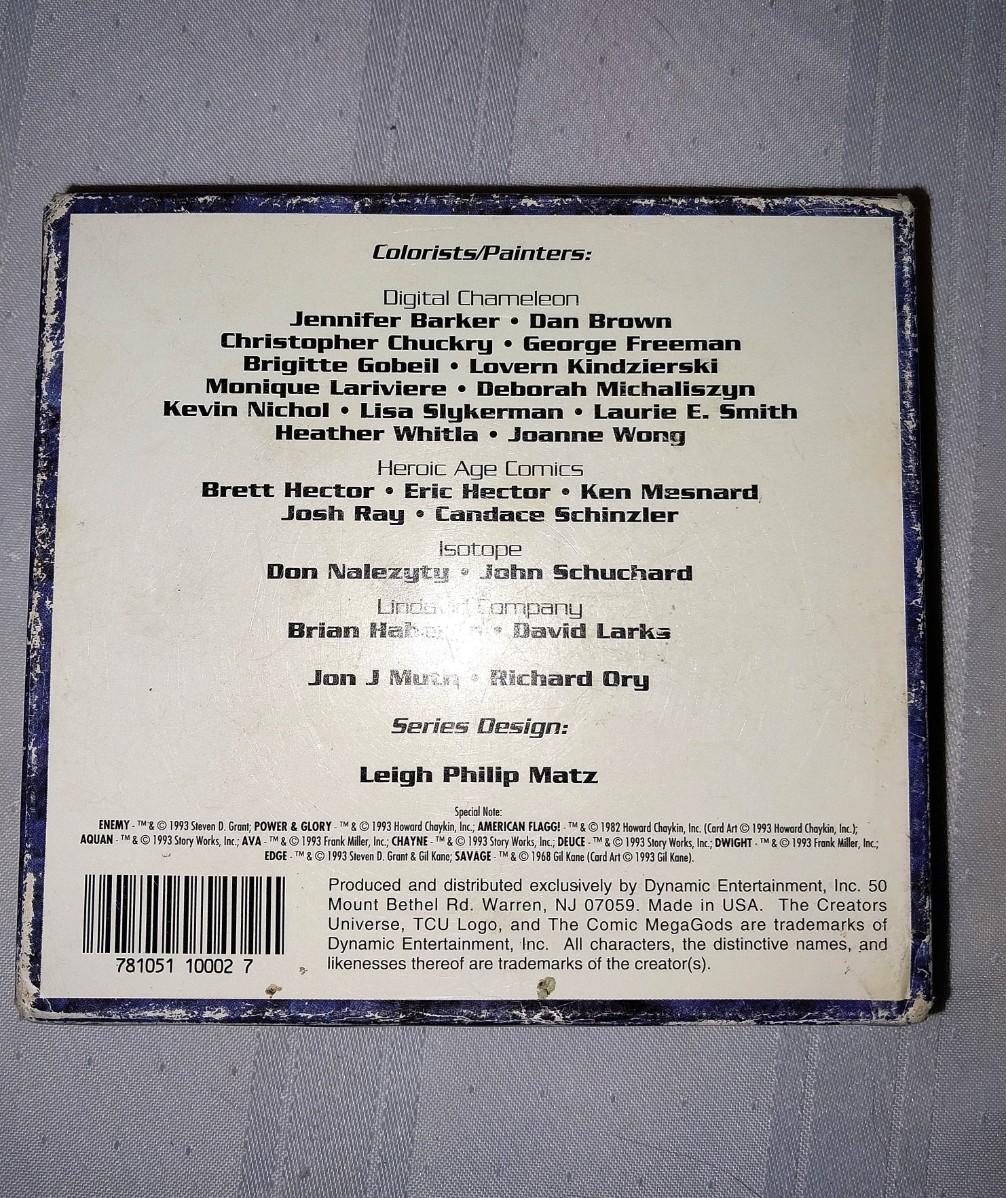 Colorists/Painters:
Digital Chameleon
Jennifer Barker • Dan Brown
Christopher Chuckry • George Freeman
Brigitte Gobeil • Lovern Kindzierski
Monique Lariviere • Deborah Michaliszyn
Kevin Nichol • Lisa Slykerman • Laurie E. Smith
Heather Whitla • Joanne Wong
Heroic Age Comics
Brett Hector • Eric Hector • Ken Mesnard
Josh Ray • Candace Schinzler
Isotope
Don Nalezyty • John Schuchard
Company
Brian • David Larks
Jon J Muth • Richard Ory
Series Design:
Leigh Philip Matz
Special Note:
ENEMY - ™ & © 1993 Steven D. Grant; POWER & GLORY - ™ & © 1993 Howard Chaykin, Inc.; AMERICAN FLAGG! - ™ & © 1982 Howard Chaykin, Inc. (Card Art © 1993 Howard Chaykin, Inc.);
AQUAN - ™ & © 1993 Story Works, Inc.; AVA - ™ & © 1993 Frank Miller, Inc.; CHAYNE - ™ & © 1993 Story Works, Inc.; DEUCE - ™ & © 1993 Story Works, Inc.; DWIGHT - ™ & © 1993 Frank Miller, Inc.;
EDGE - ™ & © 1993 Steven D. Grant & Gil Kane; SAVAGE - ™ & © 1968 Gil Kane (Card Art © 1993 Gil Kane).
Produced and distributed exclusively by Dynamic Entertainment, Inc. 50
Mount Bethel Rd. Warren, NJ 07059. Made in USA. The Creators
Universe, TCU Logo, and The Comic MegaGods are trademarks of
Dynamic Entertainment, Inc. All characters, the distinctive names, and
likenesses thereof are trademarks of the creator(s).
781051 10002 7